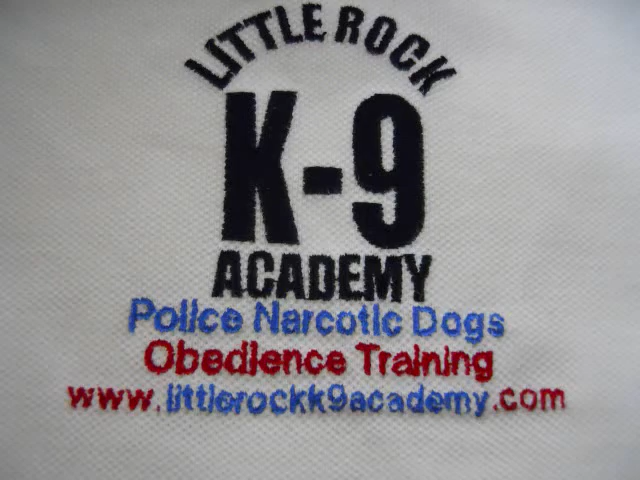 LITTLE ROCK
K-9
ACADEMY
Police Narcotic Dogs
Obedience Training
www.littlerockk9academy.com